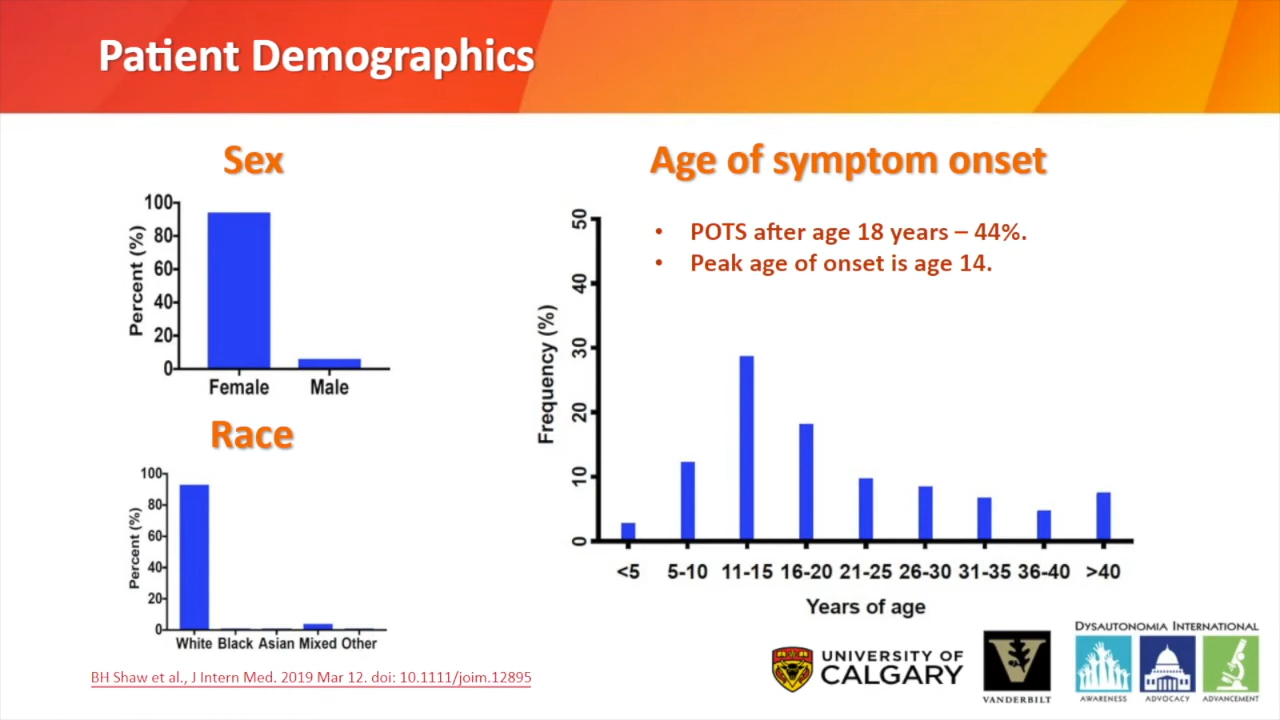 Patient Demographics
Sex
100
80
60
40
20
0
Percent (%)
Female Male
Race
100
80
60
40
20
0
Percent (%)
White Black Asian Mixed Other
BH Shaw et al., J Intern Med. 2019 Mar 12. doi: 10.1111/joim.12895
Age of symptom onset
• POTS after age 18 years – 44%.
• Peak age of onset is age 14.
50
40
30
20
10
0
Frequency (%)
<5 5-10 11-15 16-20 21-25 26-30 31-35 36-40 >40
Years of age
UNIVERSITY OF
CALGARY
V
VANDERBILT
DYSAUTONOMIA INTERNATIONAL
AWARENESS ADVOCACY ADVANCEMENT